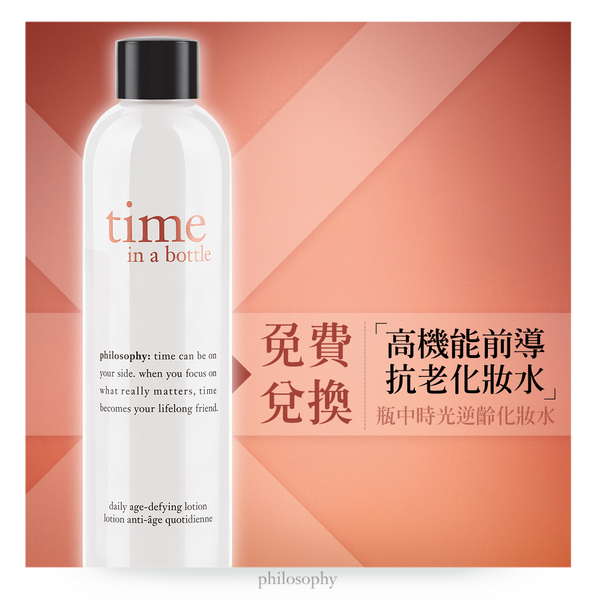 time
in a bottle
philosophy: time can be on
your side. when you focus on
what really matters, time
becomes your lifelong friend.
daily age-defying lotion
lotion anti-âge quotidienne
免費
兌換
「高機能前導
抗老化妝水」
瓶中時光逆齡化妝水
philosophy